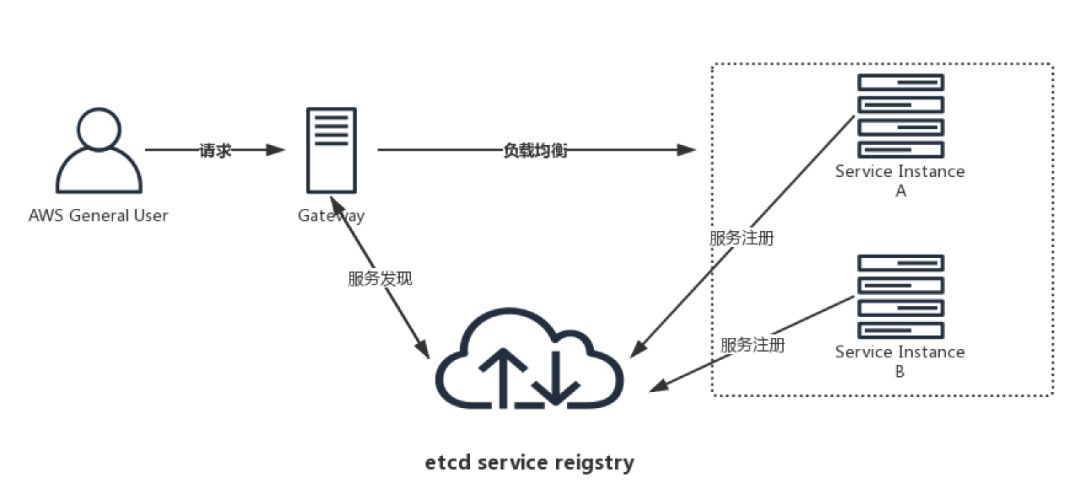 请求
负载均衡
AWS General User
Gateway
Service Instance
A
服务注册
服务发现
服务注册
Service Instance
B
etcd service reigstry